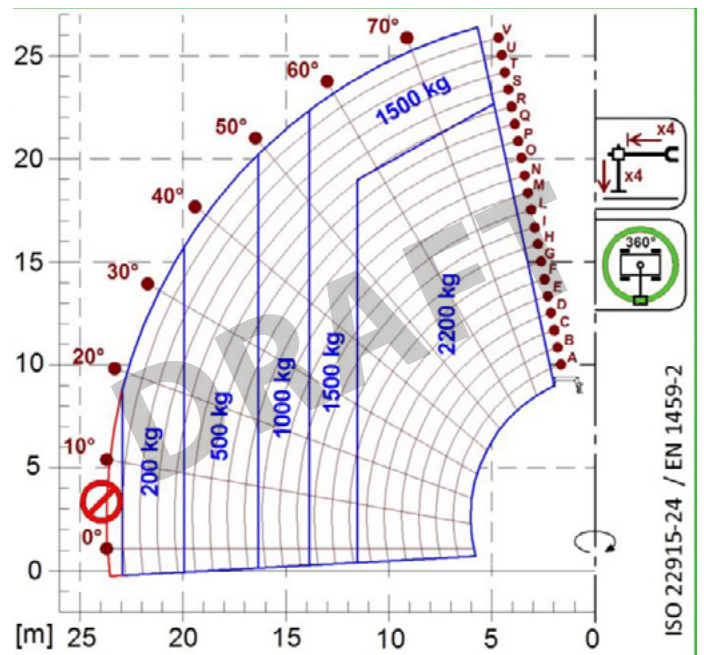 70°
60°
50°
40°
30°
20°
10°
0°
V
U
T
S
R
Q
P
O
N
M
L
I
H
G
F
E
D
C
B
A
25
20
15
10
5
0
1500 kg
2200 kg
1500 kg
1000 kg
500 kg
200 kg
DRAFT
x4
x4
360°
ISO 22915-24 / EN 1459-2
[m] 25 20 15 10 5 0